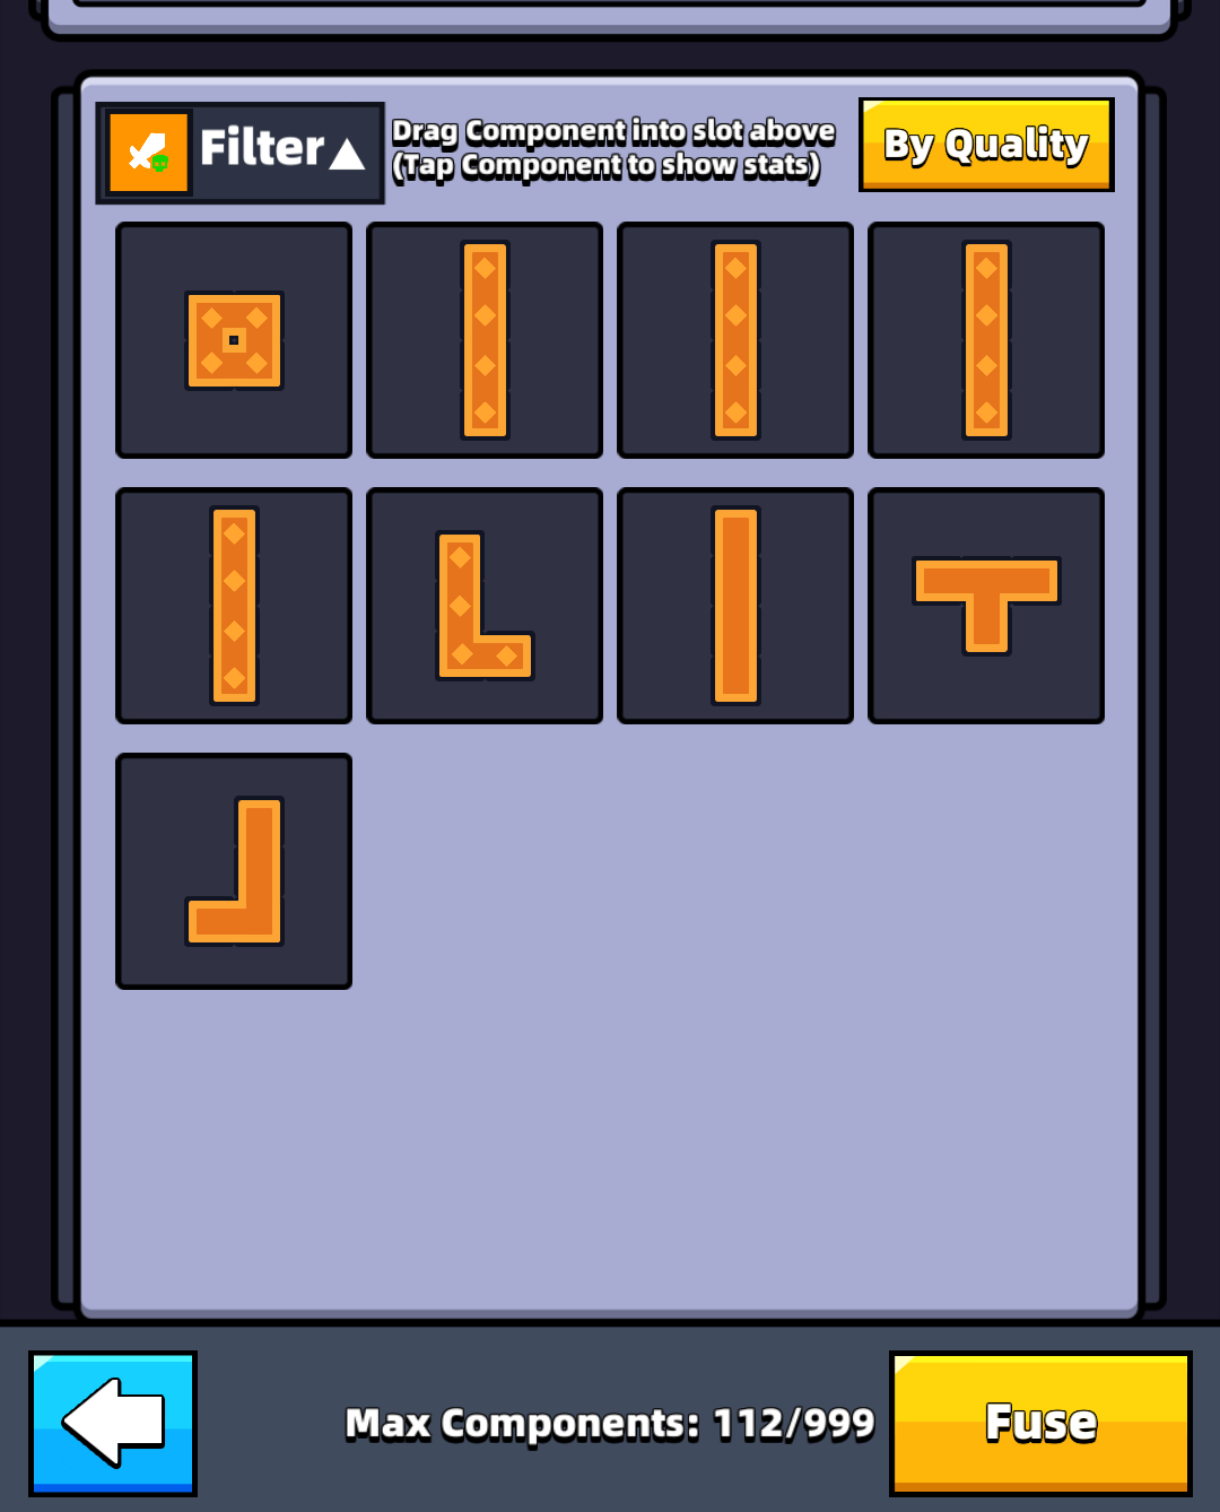 Filter
Drag Component into slot above
(Tap Component to show stats)
By Quality
Max Components: 112/999
Fuse